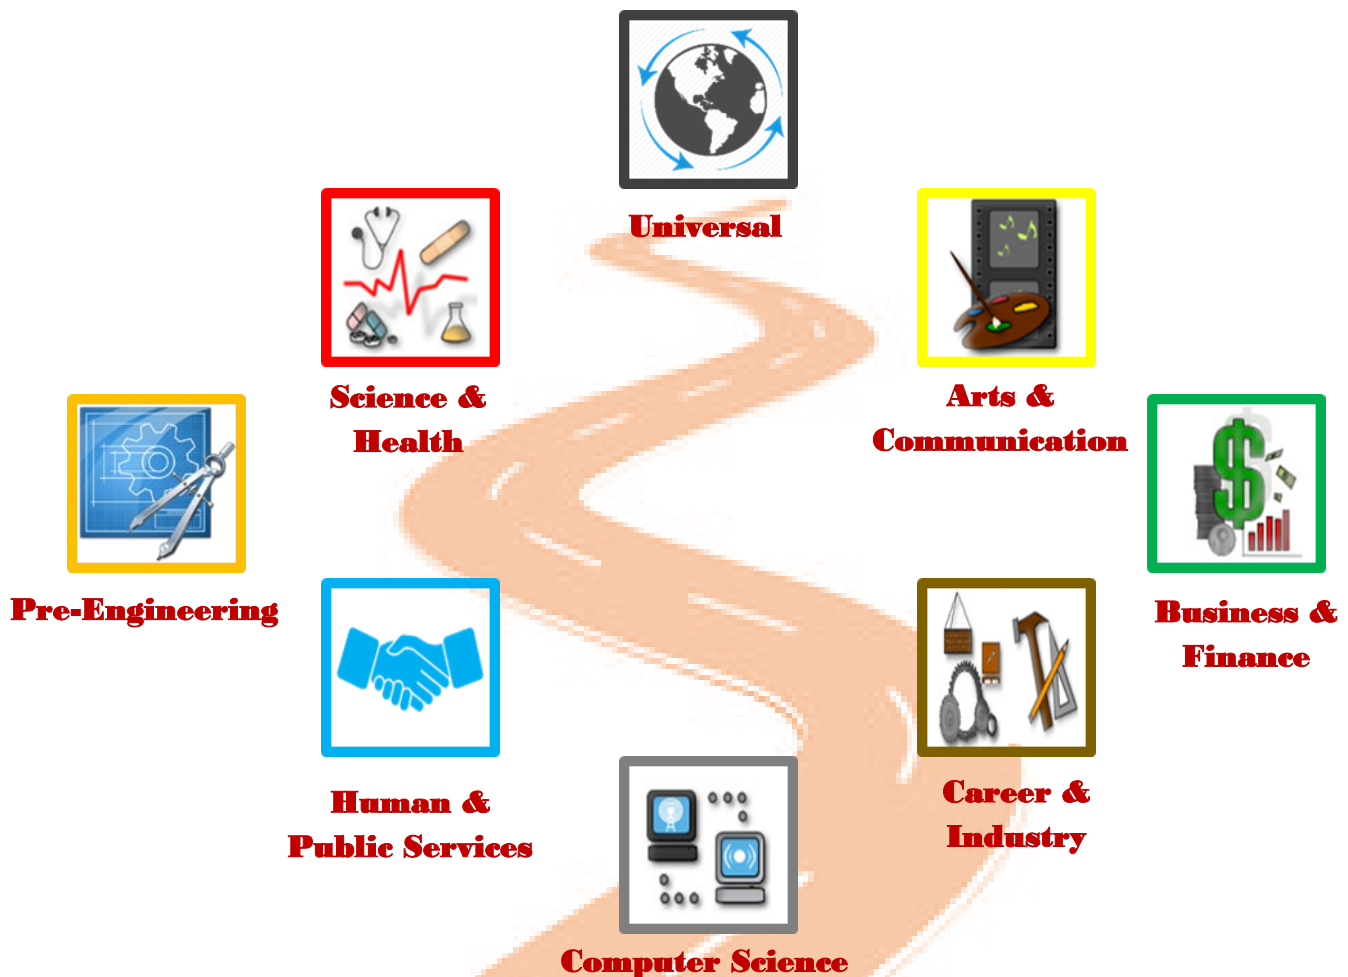 Universal
Science &
Health
Arts &
Communication
Pre-Engineering
Business &
Finance
Human &
Public Services
Career &
Industry
Computer Science